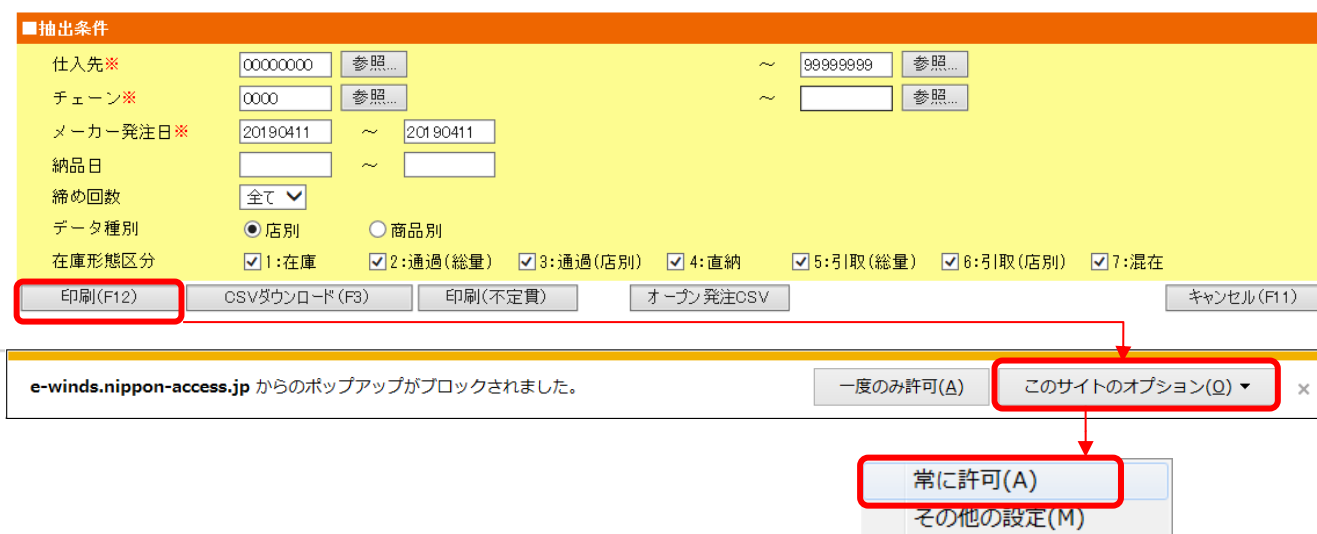 ■抽出条件
仕入先※ 00000000 参照... ～ 99999999 参照...
チェーン※ 0000 参照... ～ 参照...
メーカー発注日※ 20190411 ～ 20190411
納品日 ～
締め回数 全て
データ種別 店別 商品別
在庫形態区分 1:在庫 2:通過(総量) 3:通過(店別) 4:直納 5:引取(総量) 6:引取(店別) 7:混在
印刷(F12) CSVダウンロード(F3) 印刷(不定貫) オープン発注CSV キャンセル(F11)
e-winds.nippon-access.jp からのポップアップがブロックされました。 一度のみ許可(A) このサイトのオプション(O) ▼ ×
常に許可(A)
その他の設定(M)